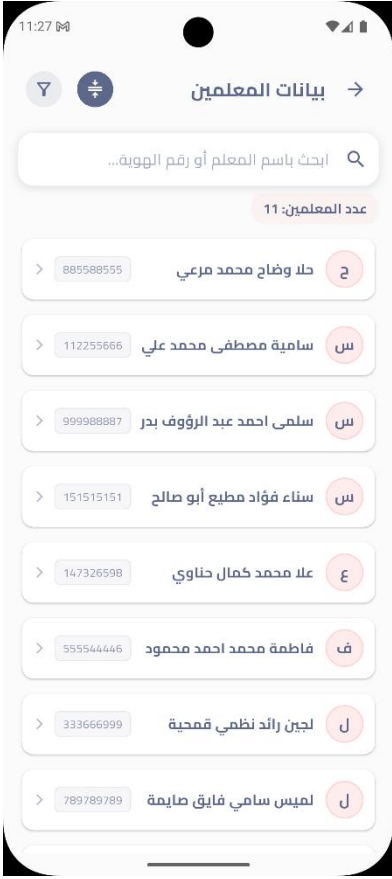 11:27
بيانات المعلمين
ابحث باسم المعلم أو رقم الهوية...
عدد المعلمين: 11
ح حلا وضاح محمد مرعي 885588555
س سامية مصطفى محمد علي 112255666
س سلمى احمد عبد الرؤوف بدر 999988887
س سناء فؤاد مطيع أبو صالح 151515151
ع علا محمد كمال حناوي 147326598
ف فاطمة محمد احمد محمود 555544446
ل لجين رائد نظمي قمحية 333666999
ل لميس سامي فايق صايمة 789789789